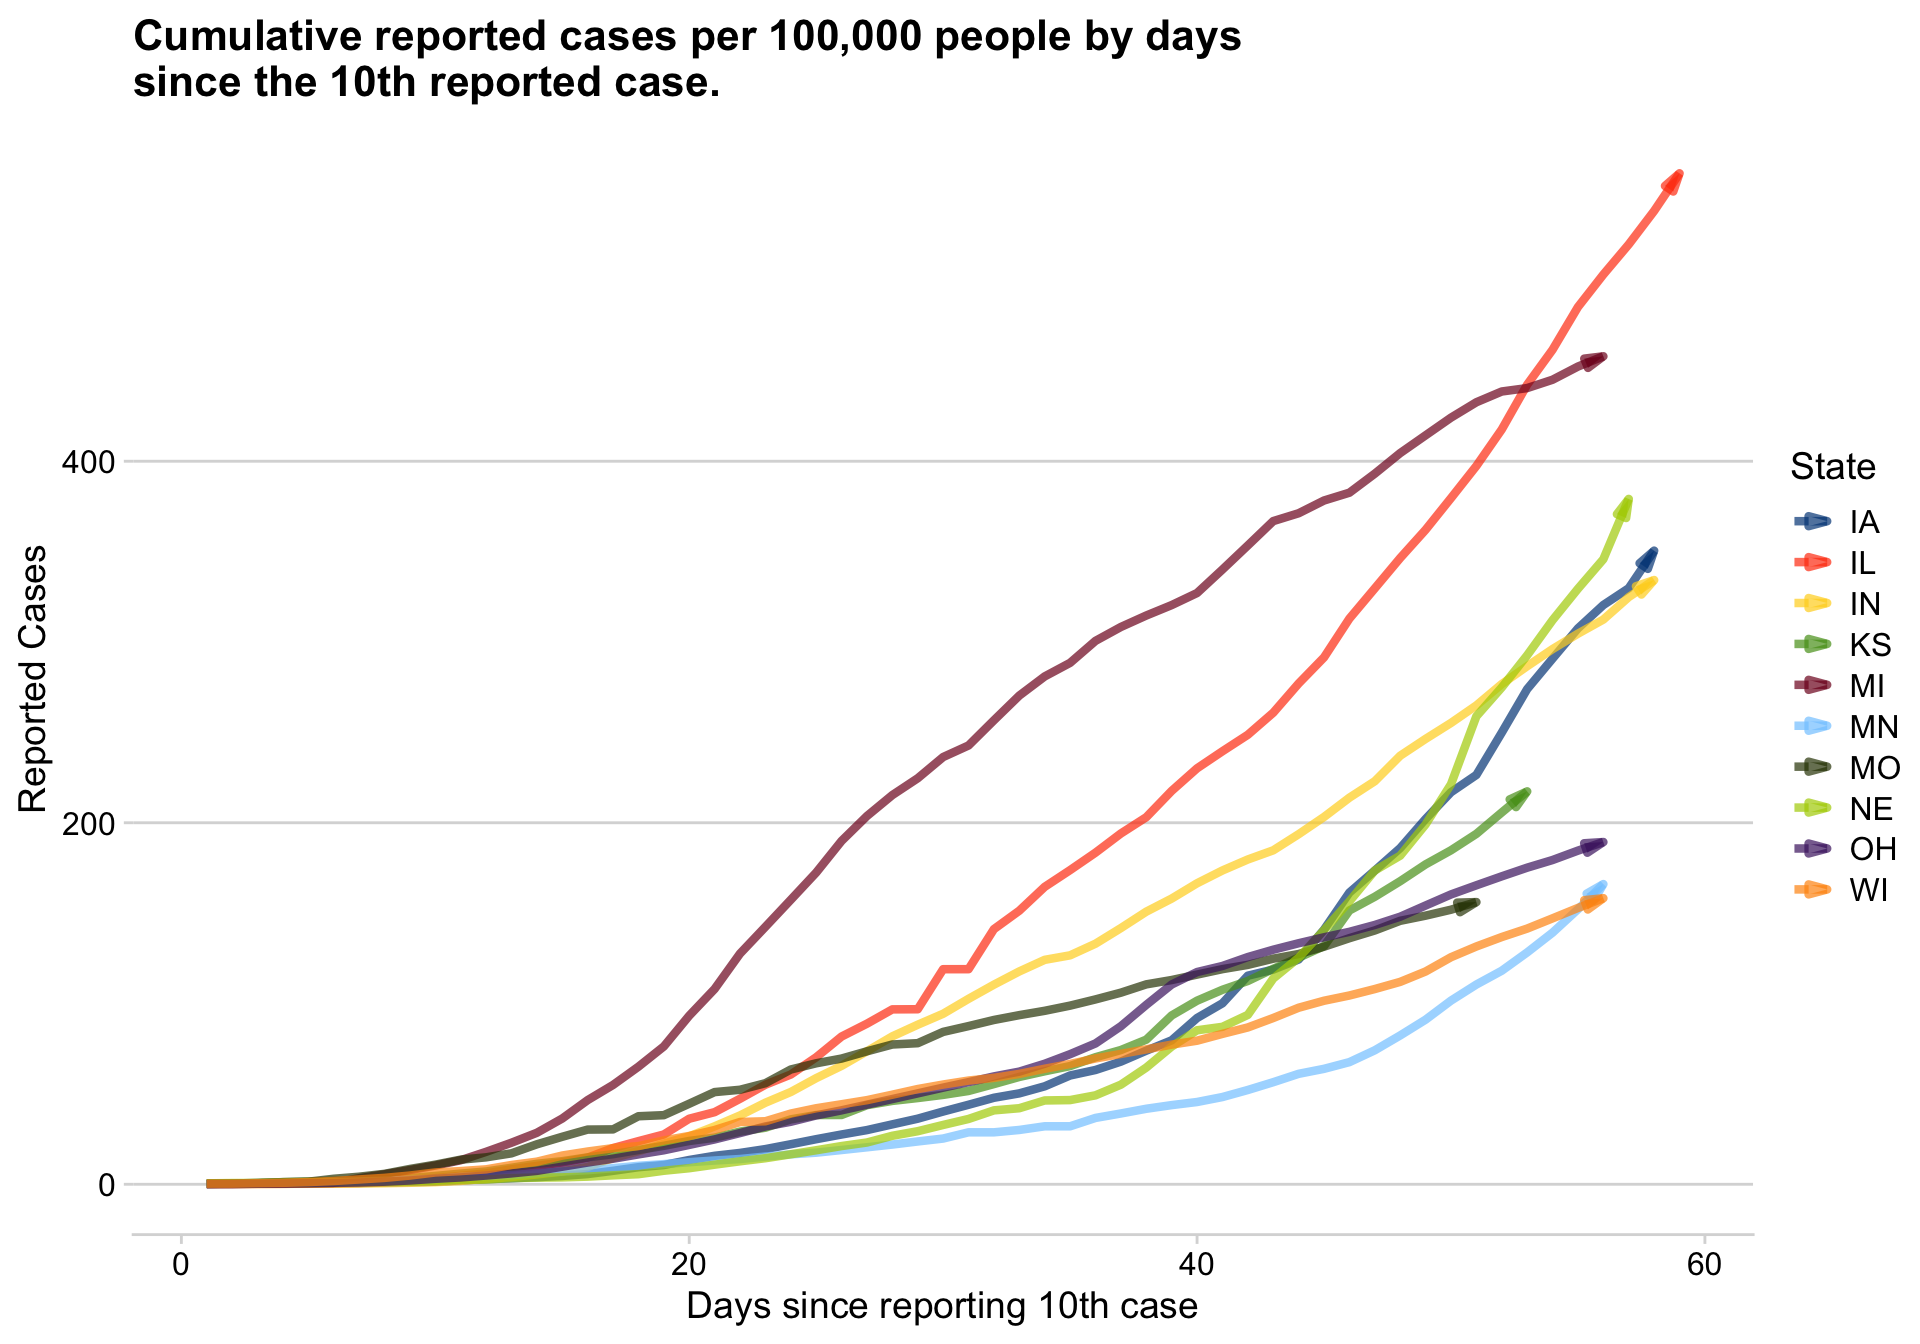 Cumulative reported cases per 100,000 people by days
since the 10th reported case.
Reported Cases
400
200
0
0 20 40 60
Days since reporting 10th case
State
IA
IL
IN
KS
MI
MN
MO
NE
OH
WI